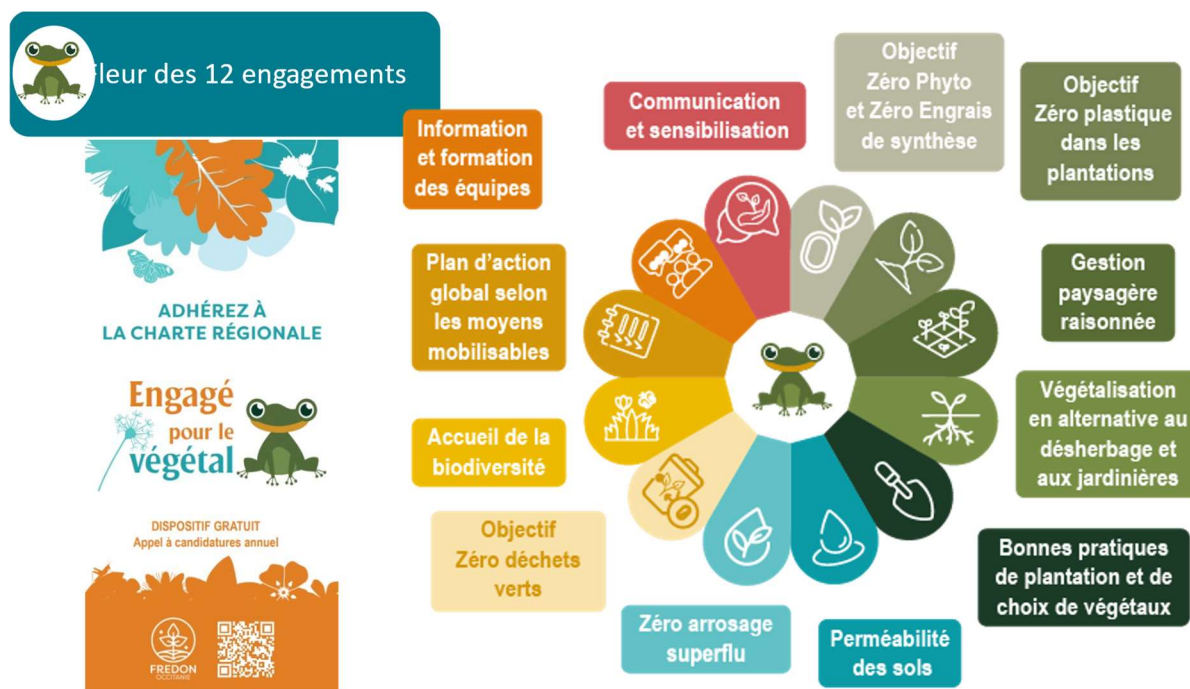 leur des 12 engagements
ADHÉREZ À
LA CHARTE RÉGIONALE
Engagé
pour le
végétal
DISPOSITIF GRATUIT
Appel à candidatures annuel
FREDON
OCCITANIE
Communication
et sensibilisation
Objectif
Zéro Phyto
et Zéro Engrais
de synthèse
Objectif
Zéro plastique
dans les
plantations
Gestion
paysagère
raisonnée
Végétalisation
en alternative au
désherbage et
aux jardinières
Bonnes pratiques
de plantation et de
choix de végétaux
Perméabilité
des sols
Zéro arrosage
superflu
Objectif
Zéro déchets
verts
Accueil de la
biodiversité
Plan d'action
global selon
les moyens
mobilisables
Information
et formation
des équipes